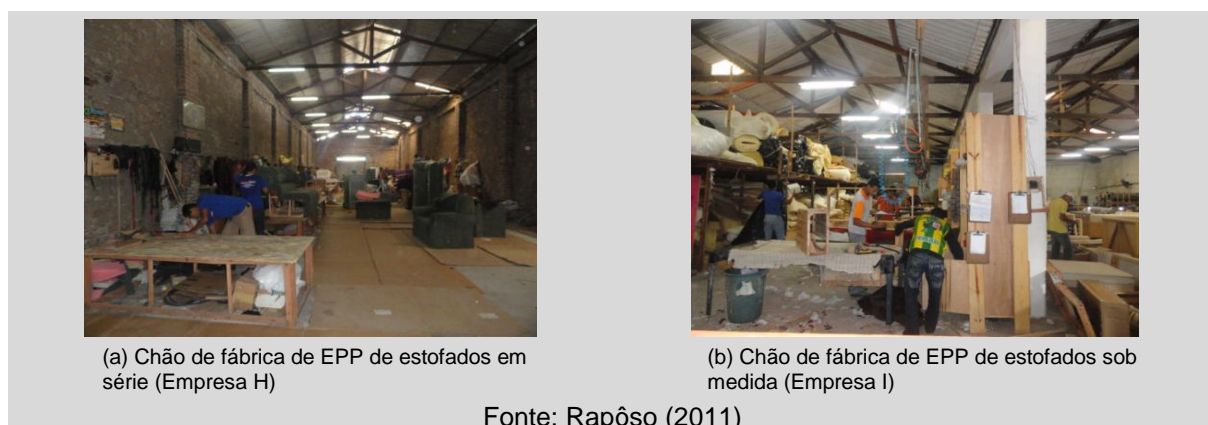 (a) Chão de fábrica de EPP de estofados em
série (Empresa H)
(b) Chão de fábrica de EPP de estofados sob
medida (Empresa I)
Fonte: Rapôso (2011)